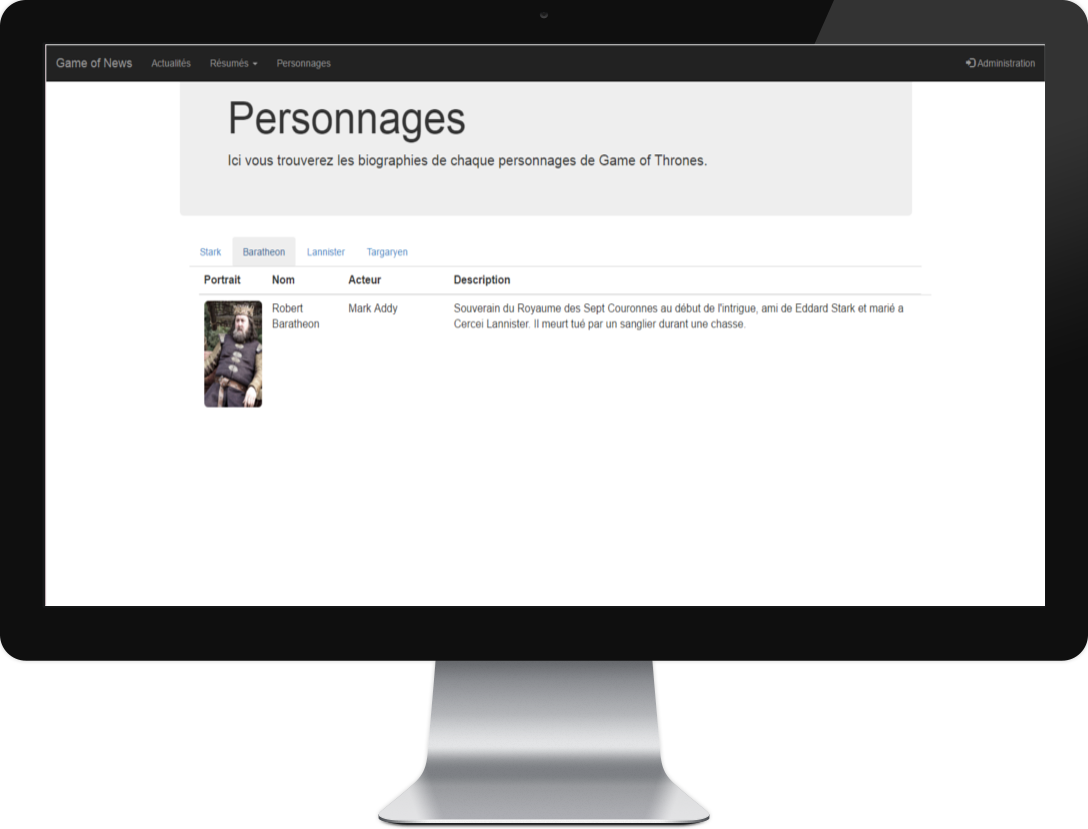 Game of News Actualités Résumés Personnages Administration
Personnages
Ici vous trouverez les biographies de chaque personnages de Game of Thrones.
Stark Baratheon Lannister Targaryen
Portrait Nom Acteur Description
Robert Mark Addy Souverain du Royaume des Sept Couronnes au début de l'intrigue, ami de Eddard Stark et marié a
Baratheon Cercei Lannister. Il meurt tué par un sanglier durant une chasse.